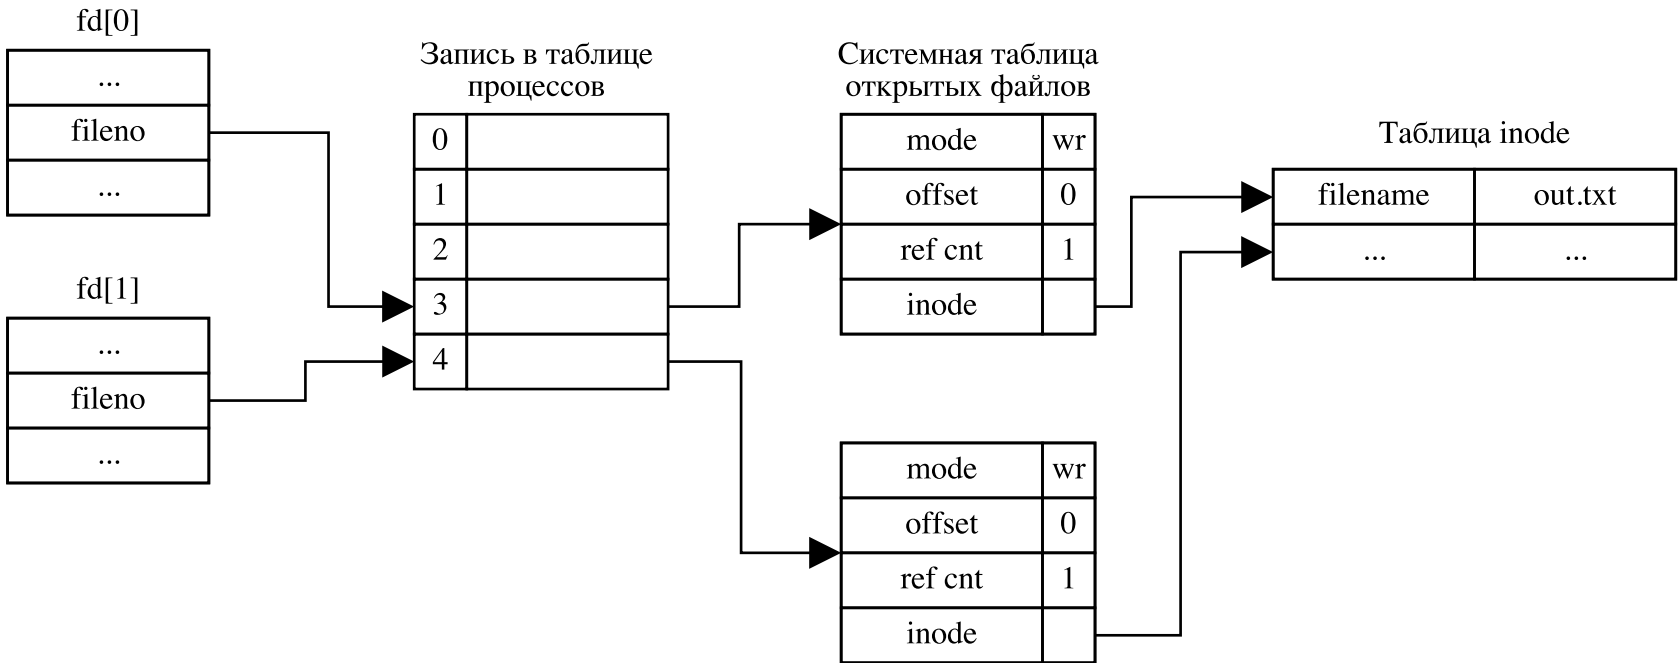 fd[0]
...
fileno
...
fd[1]
...
fileno
...
Запись в таблице
процессов
0
1
2
3
4
Системная таблица
открытых файлов
mode wr
offset 0
ref cnt 1
inode
mode wr
offset 0
ref cnt 1
inode
Таблица inode
filename out.txt
... ...